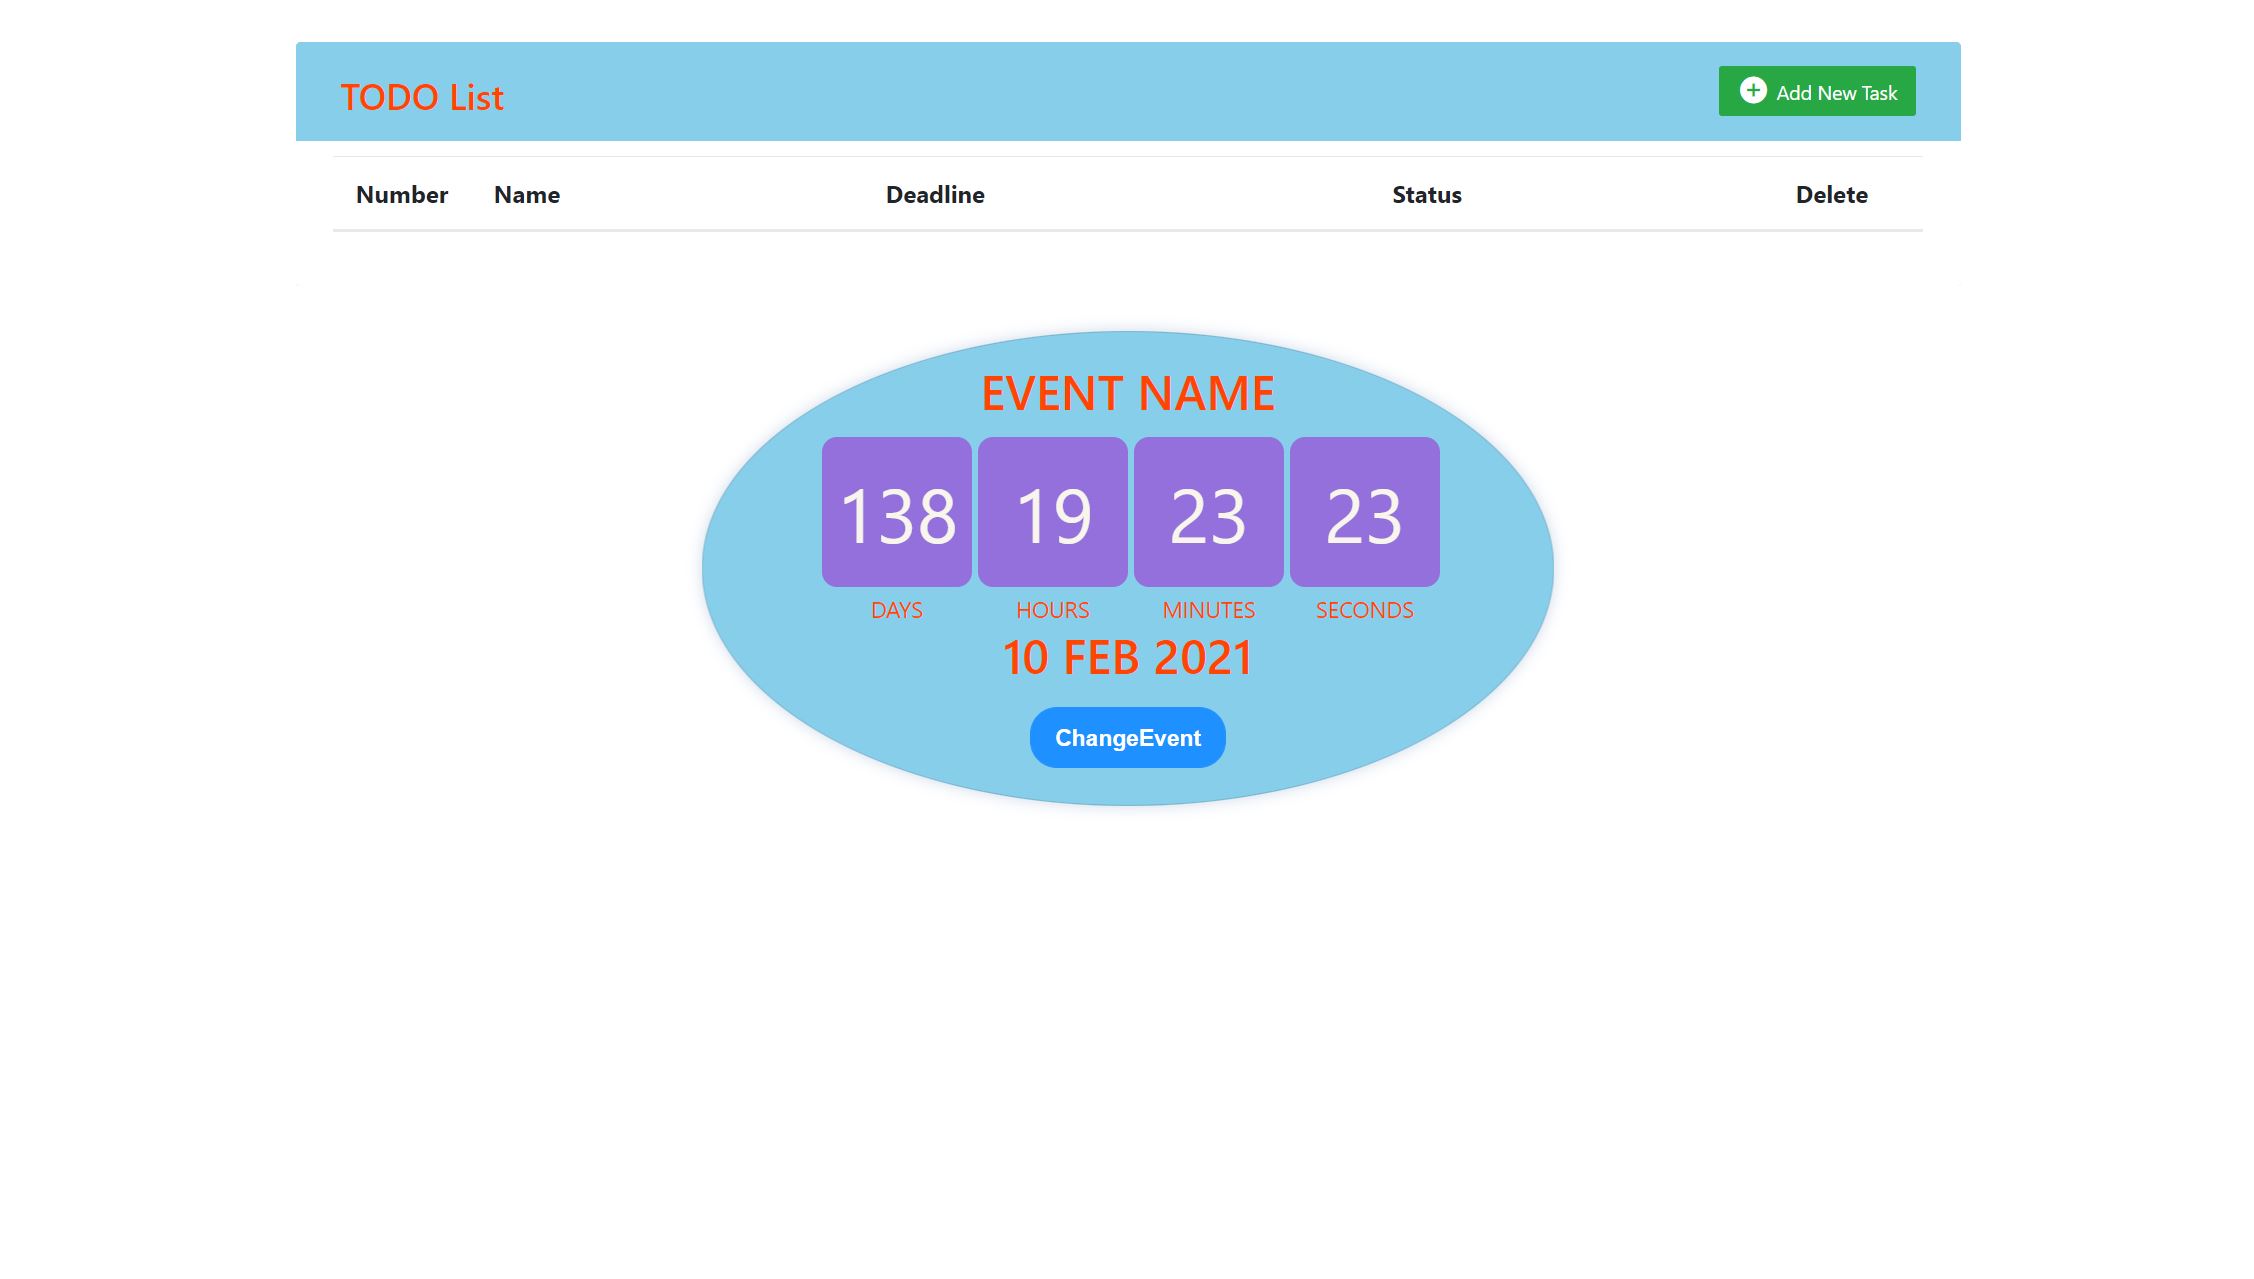 TODO List
Add New Task
Number Name Deadline Status Delete
EVENT NAME
138 19 23 23
DAYS HOURS MINUTES SECONDS
10 FEB 2021
ChangeEvent